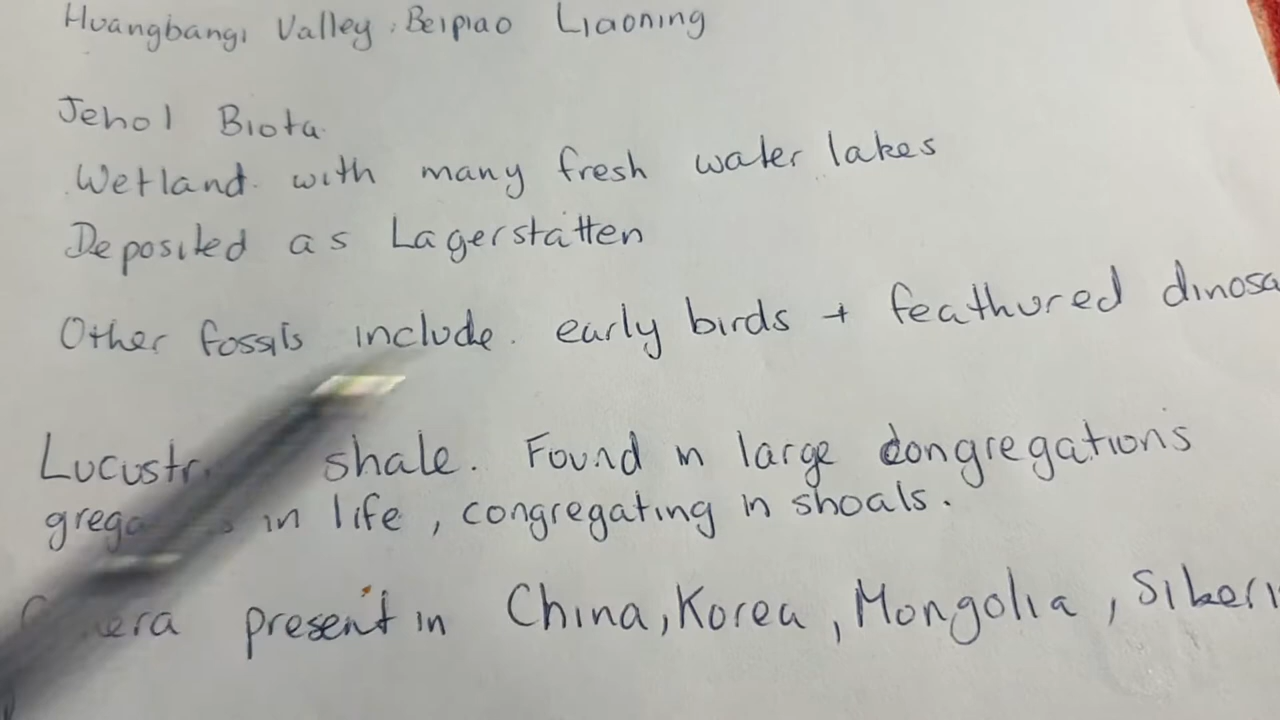 Huangbangi Valley, Beipiao Liaoning
Jehol Biota.
Wetland. with many fresh water lakes
Deposited as Lagerstätten
Other fossils include. early birds + feathured
shale. Found in large congregations
in life, congregating in shoals.
present in China, Korea, Mongolia,